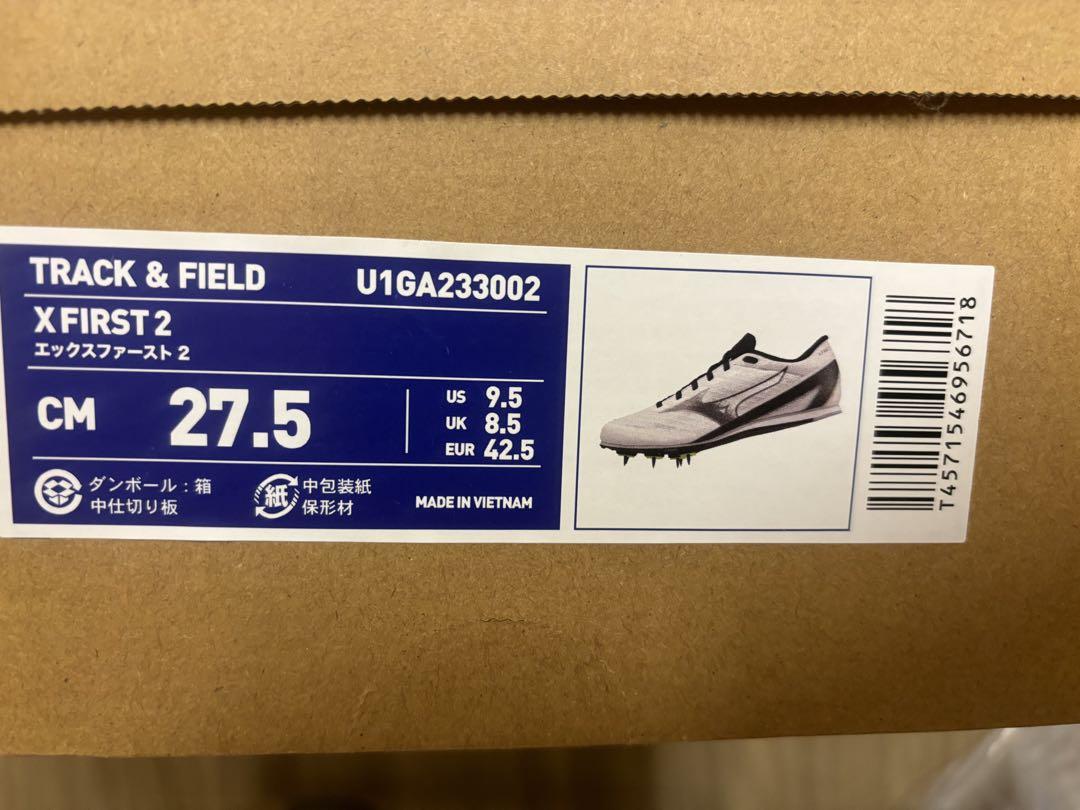 TRACK & FIELD U1GA233002
X FIRST 2
エックスファースト 2
CM 27.5
US 9.5
UK 8.5
EUR 42.5
ダンボール：箱
中仕切り板
紙
中包装紙
保形材
MADE IN VIETNAM
T4571546956718